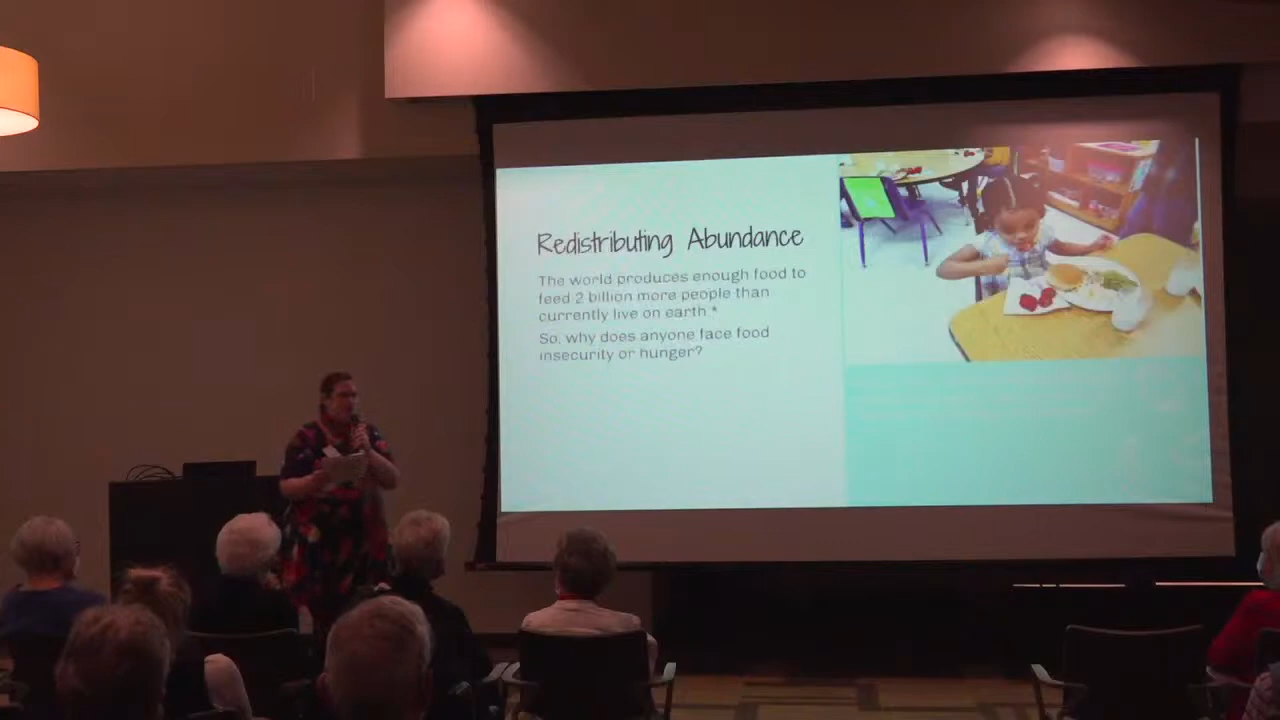 Redistributing Abundance
The world produces enough food to
feed 2 billion more people than
currently live on earth.*
So, why does anyone face food
insecurity or hunger?